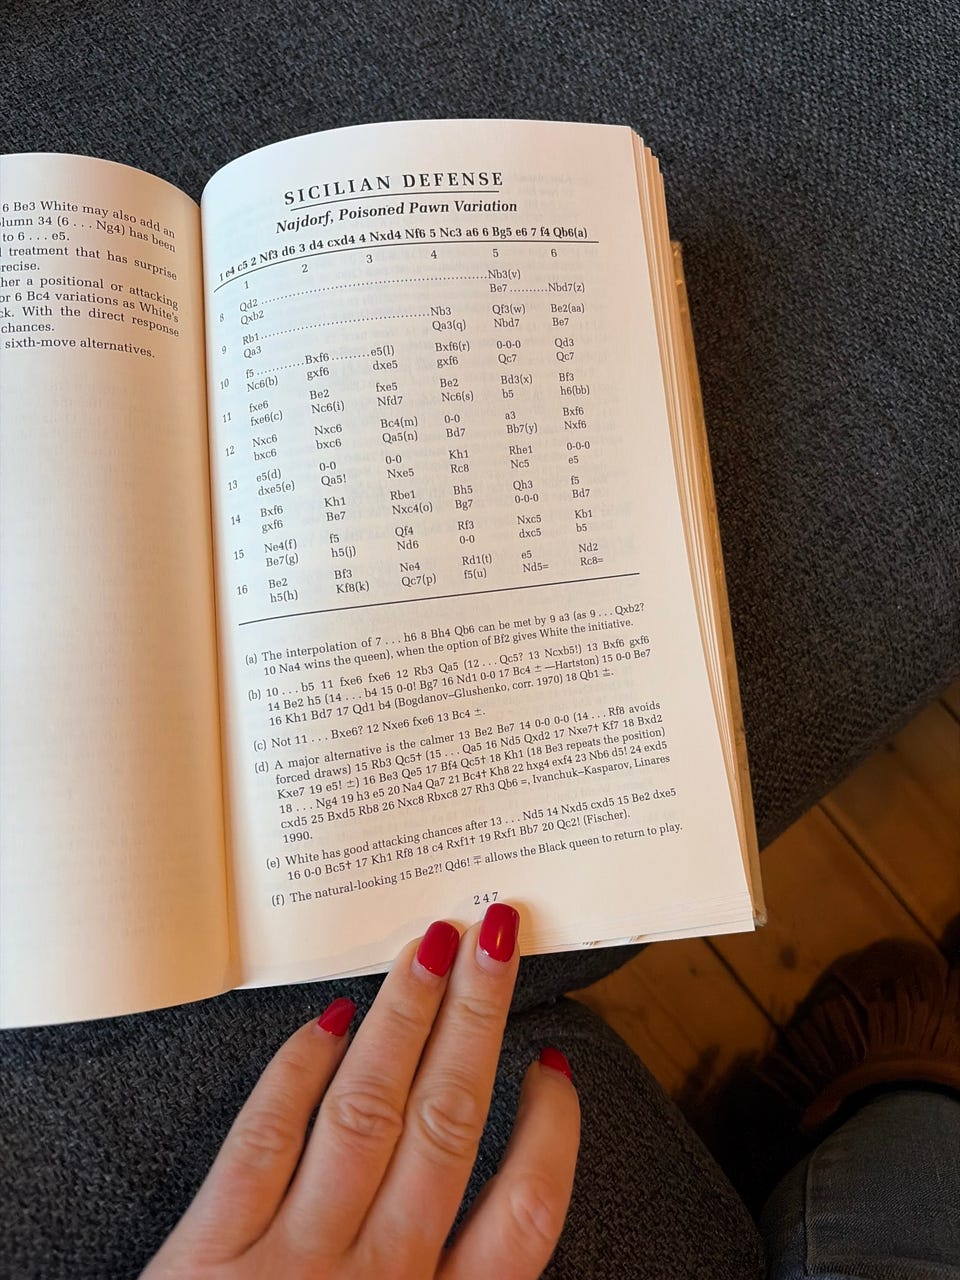 6 Be3 White may also add an
lumn 34 (6 . . . Ng4) has been
to 6 . . . e5.
l treatment that has surprise
recise.
her a positional or attacking
or 6 Bc4 variations as White's
ck. With the direct response
chances.
sixth-move alternatives.
SICILIAN DEFENSE
Najdorf, Poisoned Pawn Variation
1 e4 c5 2 Nf3 d6 3 d4 cxd4 4 Nxd4 Nf6 5 Nc3 a6 6 Bg5 e6 7 f4 Qb6(a)
1 2 3 4 5 6
8 Qd2 ........................................Nb3(v)
Qxb2 Be7 ..........Nbd7(z)
9 Rb1..............................Nb3 Qf3(w) Be2(aa)
Qa3 Qa3(q) Nbd7 Be7
10 f5............Bxf6..........e5(l) Bxf6(r) 0-0-0 Qd3
Nc6(b) gxf6 dxe5 gxf6 Qc7 Qc7
11 fxe6 Be2 fxe5 Be2 Bd3(x) Bf3
fxe6(c) Nc6(i) Nfd7 Nc6(s) b5 h6(bb)
12 Nxc6 Nxc6 Bc4(m) 0-0 a3 Bxf6
bxc6 bxc6 Qa5(n) Bd7 Bb7(y) Nxf6
13 e5(d) 0-0 0-0 Kh1 Rhe1 0-0-0
dxe5(e) Qa5! Nxe5 Rc8 Nc5 e5
14 Bxf6 Kh1 Rbe1 Bh5 Qh3 f5
gxf6 Be7 Nxc4(o) Bg7 0-0-0 Bd7
15 Ne4(f) f5 Qf4 Rf3 Nxc5 Kb1
Be7(g) h5(j) Nd6 0-0 dxc5 b5
16 Be2 Bf3 Ne4 Rd1(t) e5 Nd2
h5(h) Kf8(k) Qc7(p) f5(u) Nd5= Rc8=
(a) The interpolation of 7 . . . h6 8 Bh4 Qb6 can be met by 9 a3 (as 9 . . . Qxb2?
10 Na4 wins the queen), when the option of Bf2 gives White the initiative.
(b) 10 . . . b5 11 fxe6 fxe6 12 Rb3 Qa5 (12 . . . Qc5? 13 Ncxb5!) 13 Bxf6 gxf6
14 Be2 h5 (14 . . . b4 15 0-0! Bg7 16 Nd1 0-0 17 Bc4 ± —Hartston) 15 0-0 Be7
16 Kh1 Bd7 17 Qd1 b4 (Bogdanov–Glushenko, corr. 1970) 18 Qb1 ±.
(c) Not 11 . . . Bxe6? 12 Nxe6 fxe6 13 Bc4 ±.
(d) A major alternative is the calmer 13 Be2 Be7 14 0-0 0-0 (14 . . . Rf8 avoids
forced draws) 15 Rb3 Qc5† (15 . . . Qa5 16 Nd5 Qxd2 17 Nxe7† Kf7 18 Bxd2
Kxe7 19 e5! ±) 16 Be3 Qe5 17 Bf4 Qc5† 18 Kh1 (18 Be3 repeats the position)
18 . . . Ng4 19 h3 e5 20 Na4 Qa7 21 Bc4† Kh8 22 hxg4 exf4 23 Nb6 d5! 24 exd5
cxd5 25 Bxd5 Rb8 26 Nxc8 Rbxc8 27 Rh3 Qb6 =, Ivanchuk–Kasparov, Linares
1990.
(e) White has good attacking chances after 13 . . . Nd5 14 Nxd5 cxd5 15 Be2 dxe5
16 0-0 Bc5† 17 Kh1 Rf8 18 c4 Rxf1† 19 Rxf1 Bb7 20 Qc2! (Fischer).
(f) The natural-looking 15 Be2?! Qd6! ∓ allows the Black queen to return to play.
247